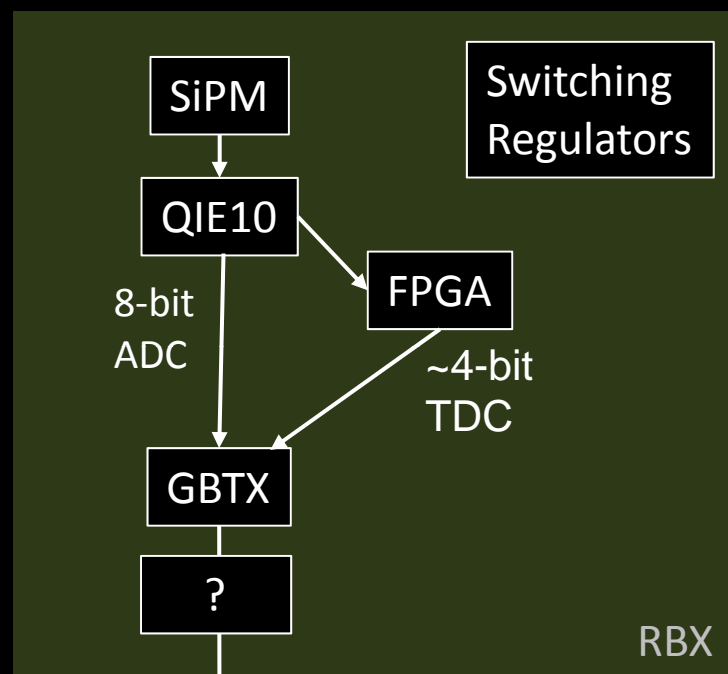 SiPM
Switching
Regulators
QIE10
FPGA
8-bit
ADC
~4-bit
TDC
GBTX
?
RBX